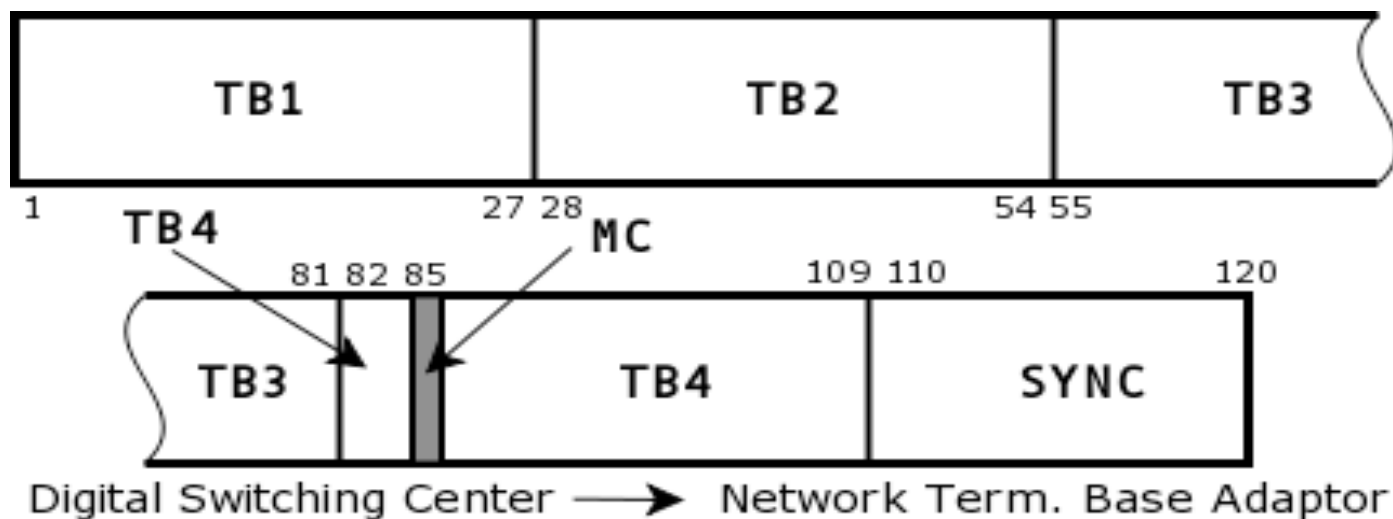 TB1 TB2 TB3
1 27 28 54 55
TB4 MC
81 82 85 109 110 120
TB3 TB4 SYNC
Digital Switching Center Network Term. Base Adaptor